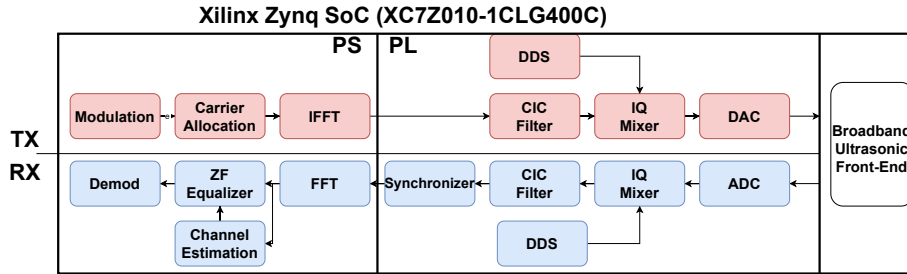 Xilinx Zynq SoC (XC7Z010-1CLG400C)
PS PL
DDS
Modulation
Carrier
Allocation
IFFT
CIC
Filter
IQ
Mixer
DAC
TX
RX
Demod
ZF
Equalizer
FFT
Synchronizer
CIC
Filter
IQ
Mixer
ADC
Channel
Estimation
DDS
Broadband
Ultrasonic
Front-End